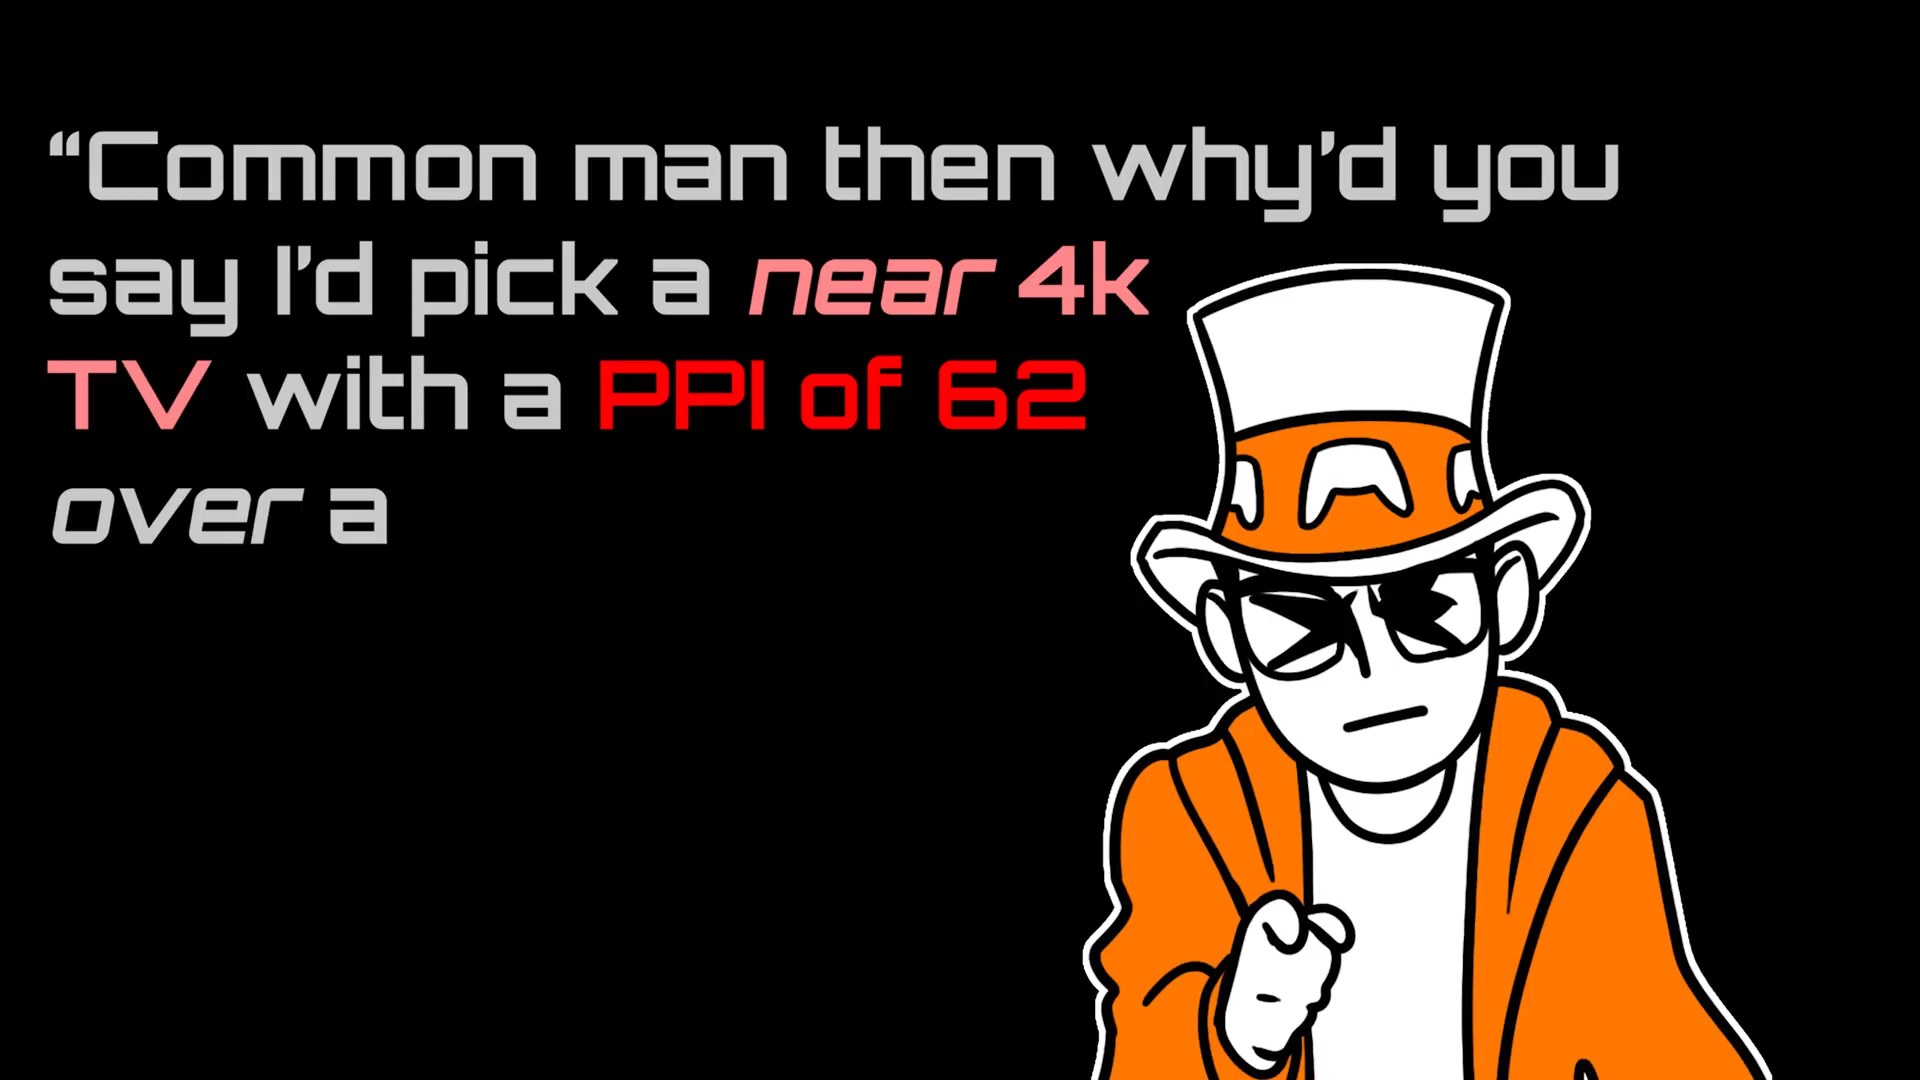 “Common man then why’d you
say I’d pick a near 4k
TV with a PPI of 62
over a